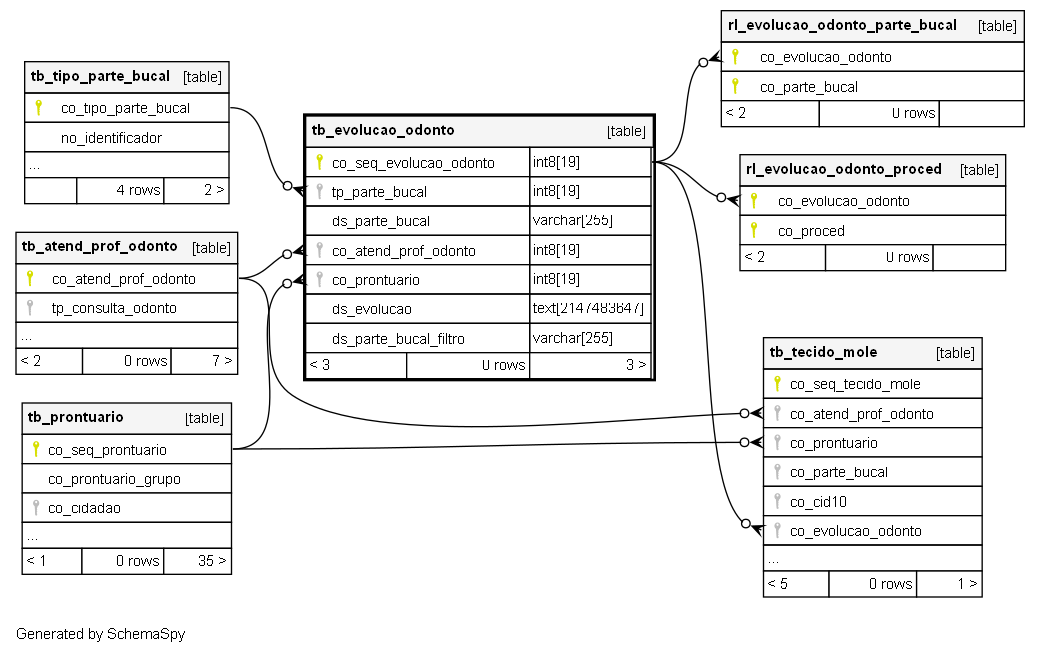 tb_tipo_parte_bucal [table]
co_tipo_parte_bucal
no_identificador
...
4 rows 2 >
tb_atend_prof_odonto [table]
co_atend_prof_odonto
tp_consulta_odonto
...
< 2 0 rows 7 >
tb_prontuario [table]
co_seq_prontuario
co_prontuario_grupo
co_cidadao
...
< 1 0 rows 35 >
tb_evolucao_odonto [table]
co_seq_evolucao_odonto int8[19]
tp_parte_bucal int8[19]
ds_parte_bucal varchar[255]
co_atend_prof_odonto int8[19]
co_prontuario int8[19]
ds_evolucao text[2147483647]
ds_parte_bucal_filtro varchar[255]
< 3 0 rows 3 >
rl_evolucao_odonto_parte_bucal [table]
co_evolucao_odonto
co_parte_bucal
< 2 0 rows
rl_evolucao_odonto_proced [table]
co_evolucao_odonto
co_proced
< 2 0 rows
tb_tecido_mole [table]
co_seq_tecido_mole
co_atend_prof_odonto
co_prontuario
co_parte_bucal
co_cid10
co_evolucao_odonto
...
< 5 0 rows 1 >
Generated by SchemaSpy